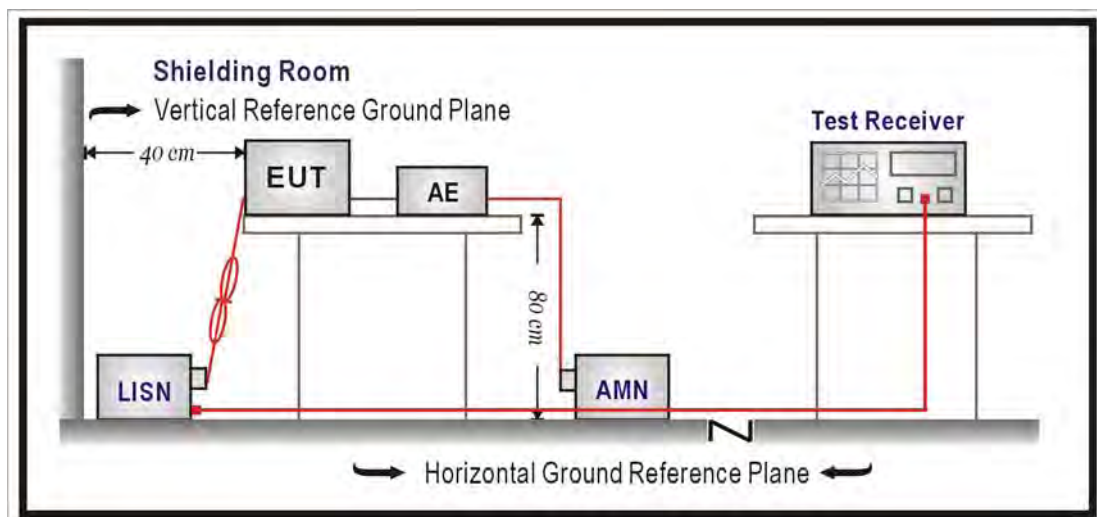 Shielding Room
Vertical Reference Ground Plane
40 cm
EUT
AE
Test Receiver
80 cm
LISN
AMN
Horizontal Ground Reference Plane